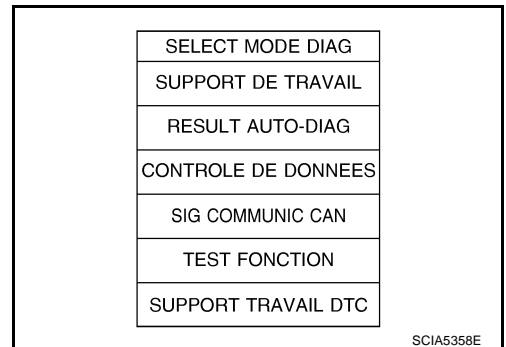 SELECT MODE DIAG
SUPPORT DE TRAVAIL
RESULT AUTO-DIAG
CONTROLE DE DONNEES
SIG COMMUNIC CAN
TEST FONCTION
SUPPORT TRAVAIL DTC
SCIA5358E